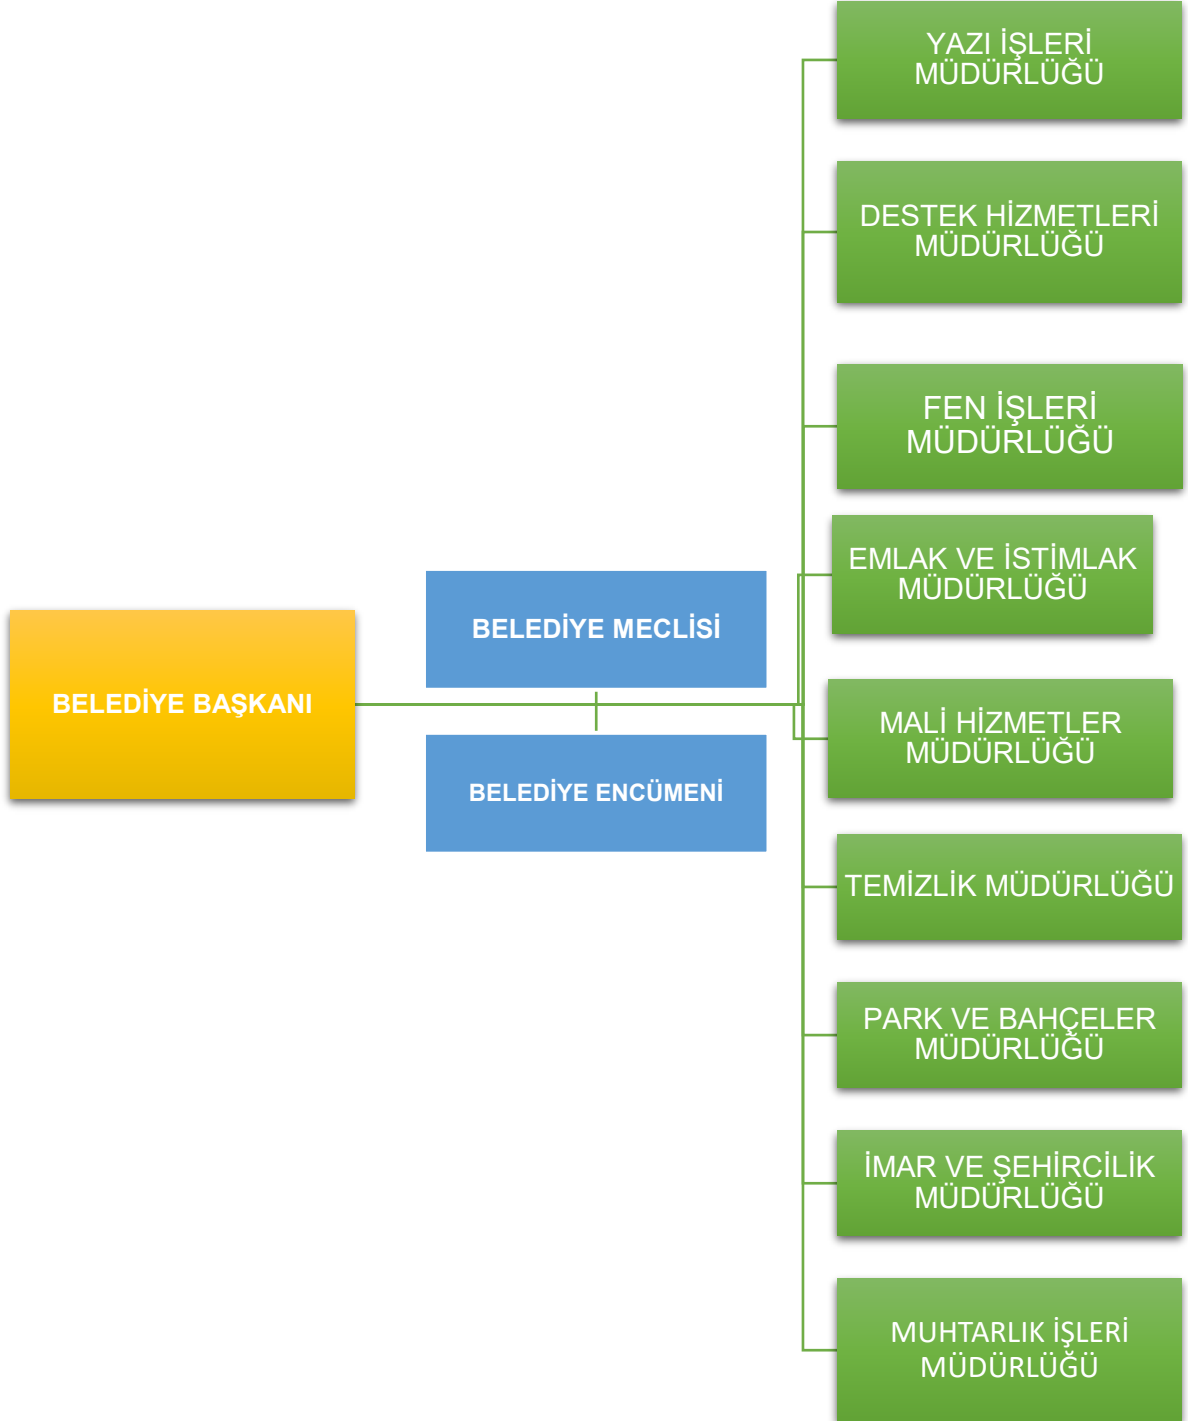 YAZI İŞLERİ
MÜDÜRLÜĞÜ
DESTEK HİZMETLERİ
MÜDÜRLÜĞÜ
FEN İŞLERİ
MÜDÜRLÜĞÜ
EMLAK VE İSTİMLAK
MÜDÜRLÜĞÜ
BELEDİYE MECLİSİ
BELEDİYE BAŞKANI
MALİ HİZMETLER
MÜDÜRLÜĞÜ
BELEDİYE ENCÜMENİ
TEMİZLİK MÜDÜRLÜĞÜ
PARK VE BAHÇELER
MÜDÜRLÜĞÜ
İMAR VE ŞEHİRCİLİK
MÜDÜRLÜĞÜ
MUHTARLIK İŞLERİ
MÜDÜRLÜĞÜ